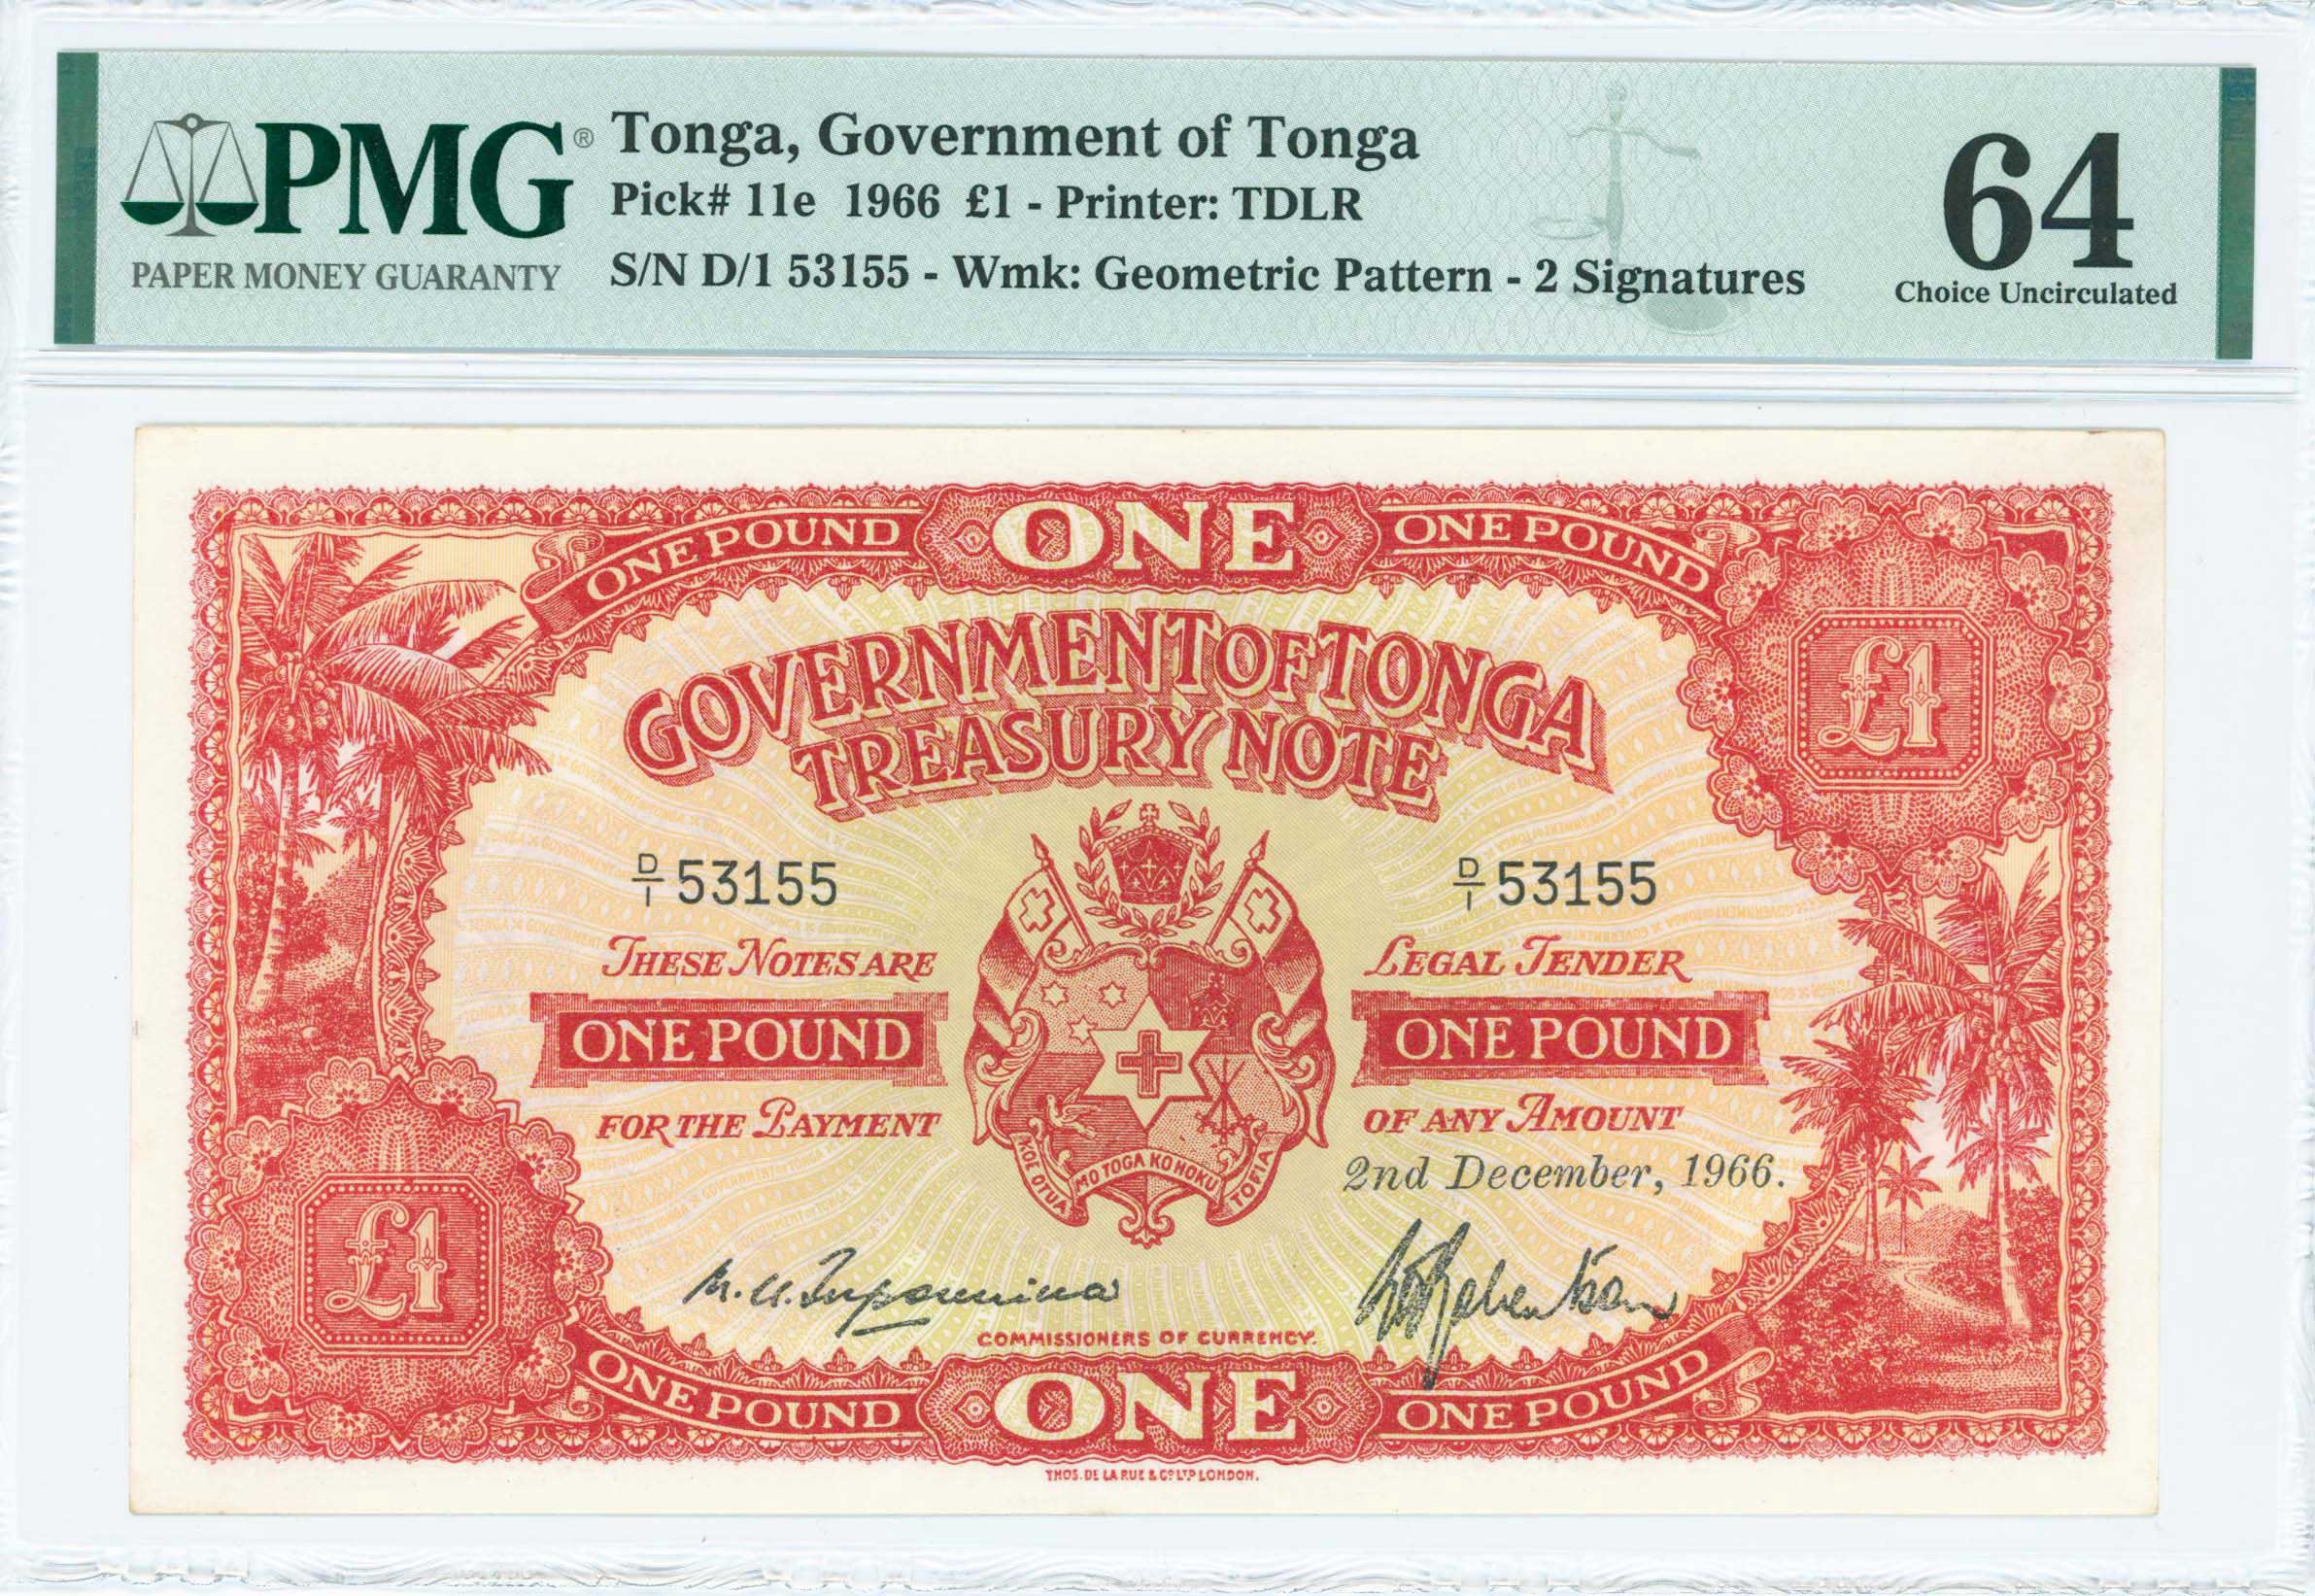 PMG®
PAPER MONEY GUARANTY
Tonga, Government of Tonga
Pick# 11e 1966 £1 - Printer: TDLR
S/N D/1 53155 - Wmk: Geometric Pattern - 2 Signatures
64
Choice Uncirculated
ONE POUND ONE ONE POUND
£1
GOVERNMENT OF TONGA
TREASURY NOTE
D/1 53155 D/1 53155
THESE NOTES ARE LEGAL TENDER
ONE POUND ONE POUND
FOR THE PAYMENT OF ANY AMOUNT
KOE OTUA MO TOGA KO HOKU TOFIA
2nd December, 1966.
£1
COMMISSIONERS OF CURRENCY.
ONE POUND ONE ONE POUND
THOS. DE LA RUE & CO LTD LONDON.